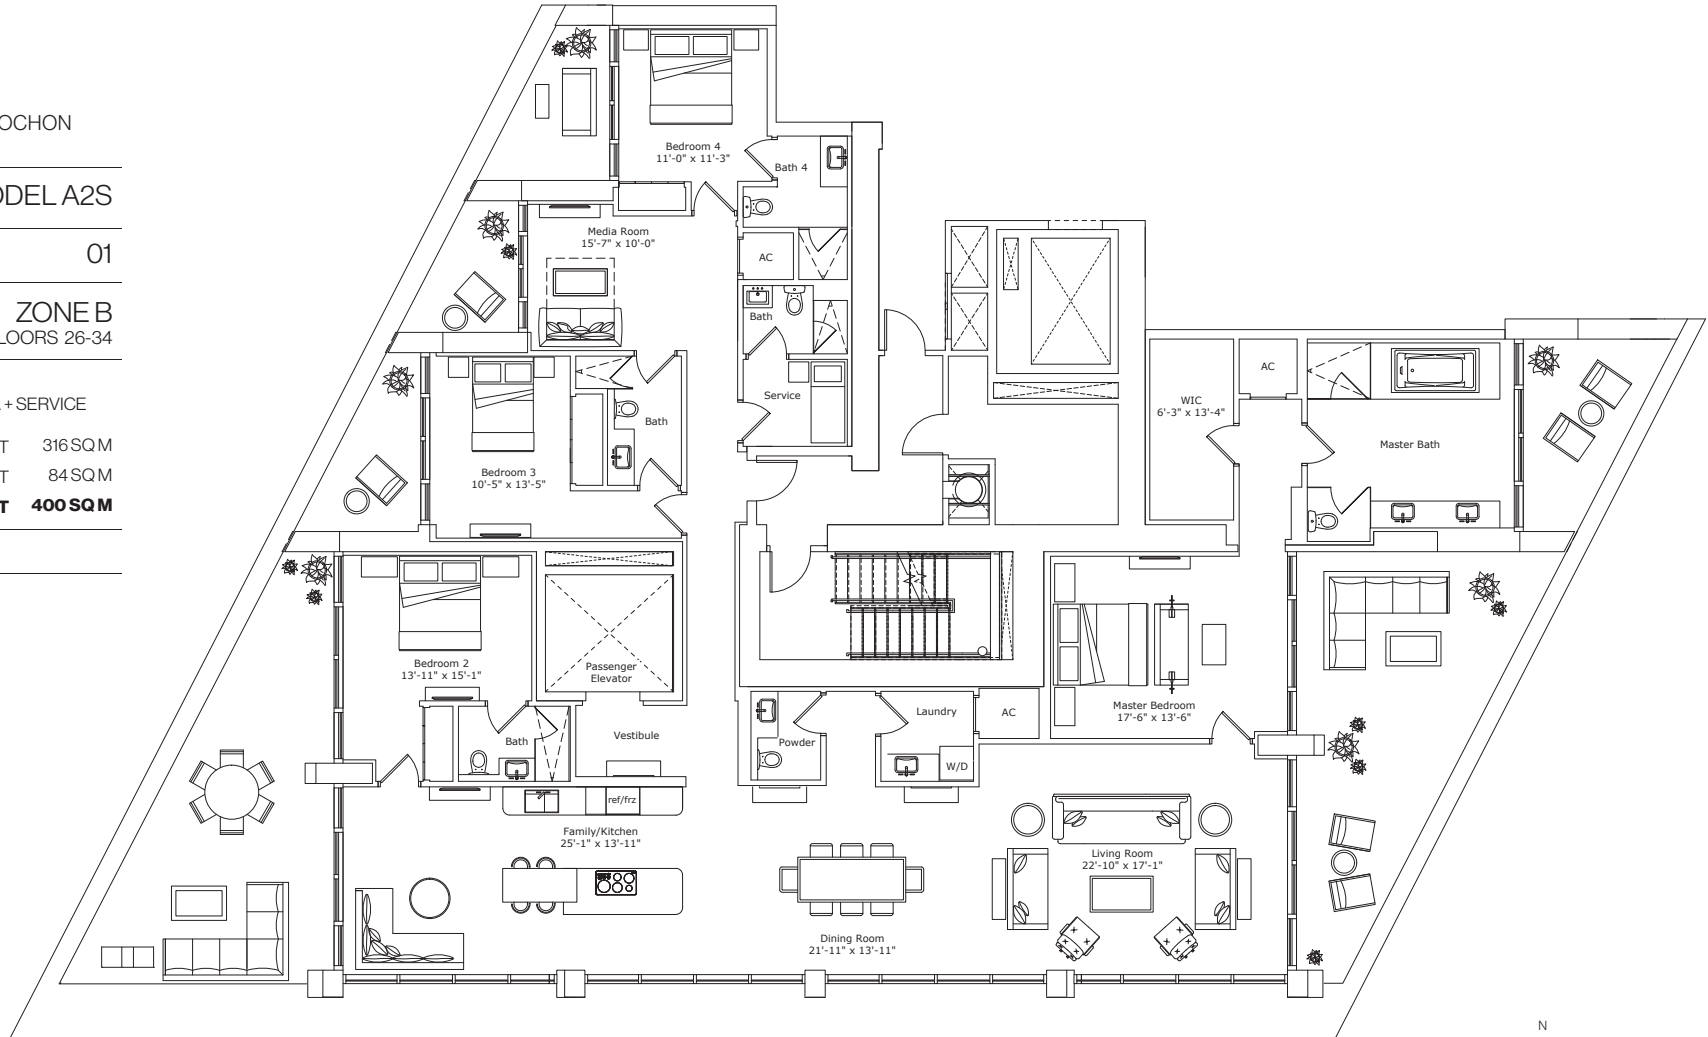 OCHON
ODEL A2S
01
ZONE B
LOORS 26-34
+ SERVICE
T 316 SQ M
T 84 SQ M
T 400 SQ M
Bedroom 4
11'-0" x 11'-3"
Bath 4
Media Room
15'-7" x 10'-0"
AC
Bath
Service
Bedroom 3
10'-5" x 13'-5"
Bath
WIC
6'-3" x 13'-4"
AC
Master Bath
Bedroom 2
13'-11" x 15'-1"
Passenger
Elevator
Bath
Vestibule
Powder
Laundry
AC
W/D
Master Bedroom
17'-6" x 13'-6"
ref/frz
Family/Kitchen
25'-1" x 13'-11"
Living Room
22'-10" x 17'-1"
Dining Room
21'-11" x 13'-11"
N